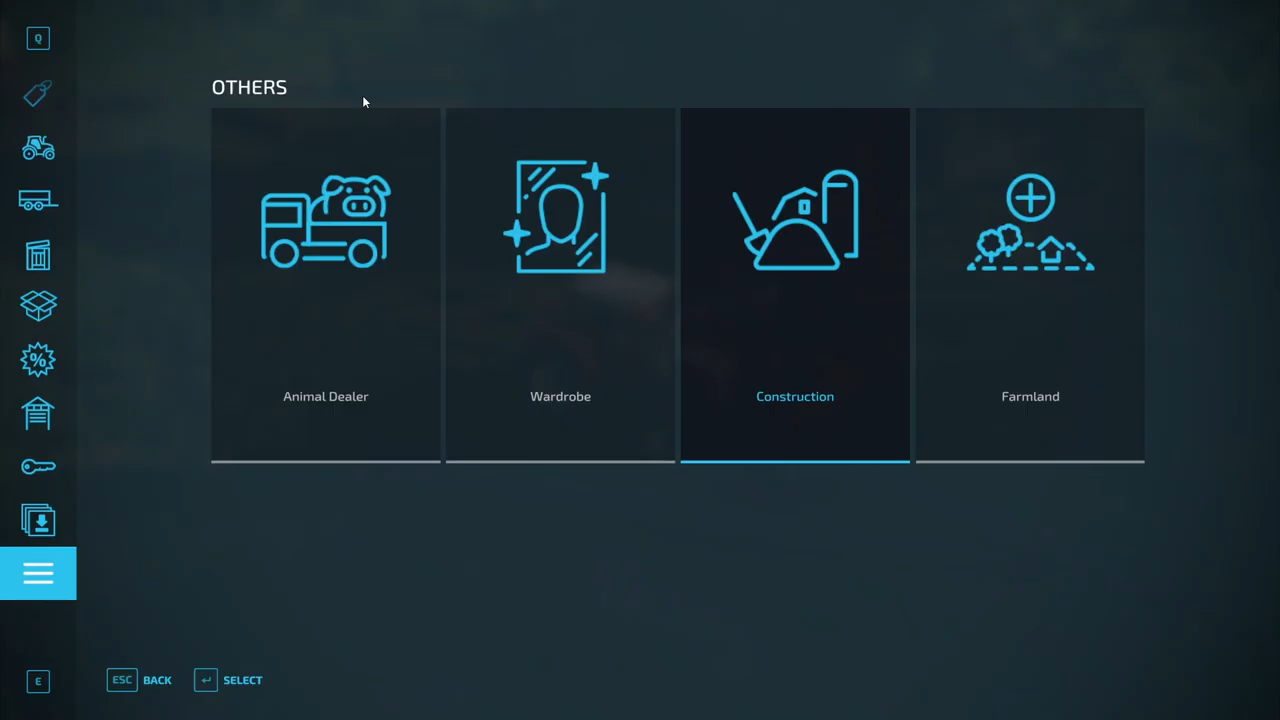 Q
OTHERS
%
Animal Dealer
Wardrobe
Construction
Farmland
E
ESC BACK
SELECT